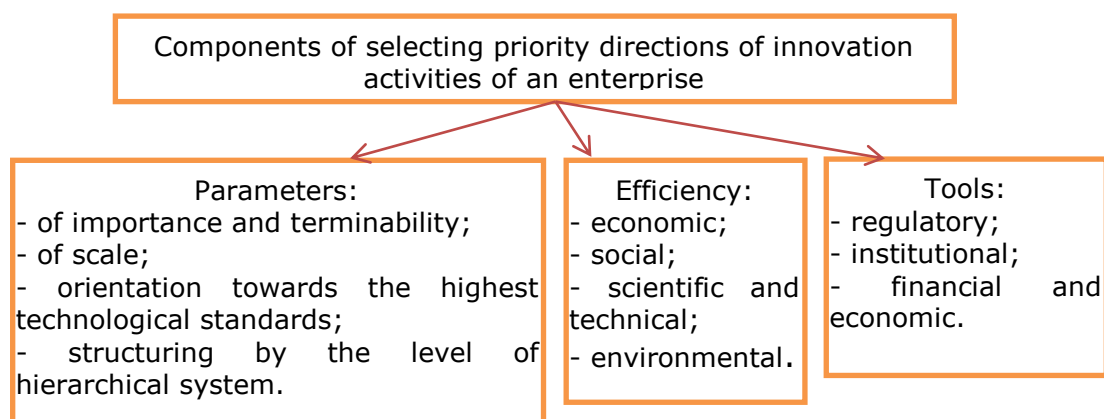 Components of selecting priority directions of innovation
activities of an enterprise
Parameters:
- of importance and terminability;
- of scale;
- orientation towards the highest
technological standards;
- structuring by the level of
hierarchical system.
Efficiency:
- economic;
- social;
- scientific and
technical;
- environmental.
Tools:
- regulatory;
- institutional;
- financial and
economic.